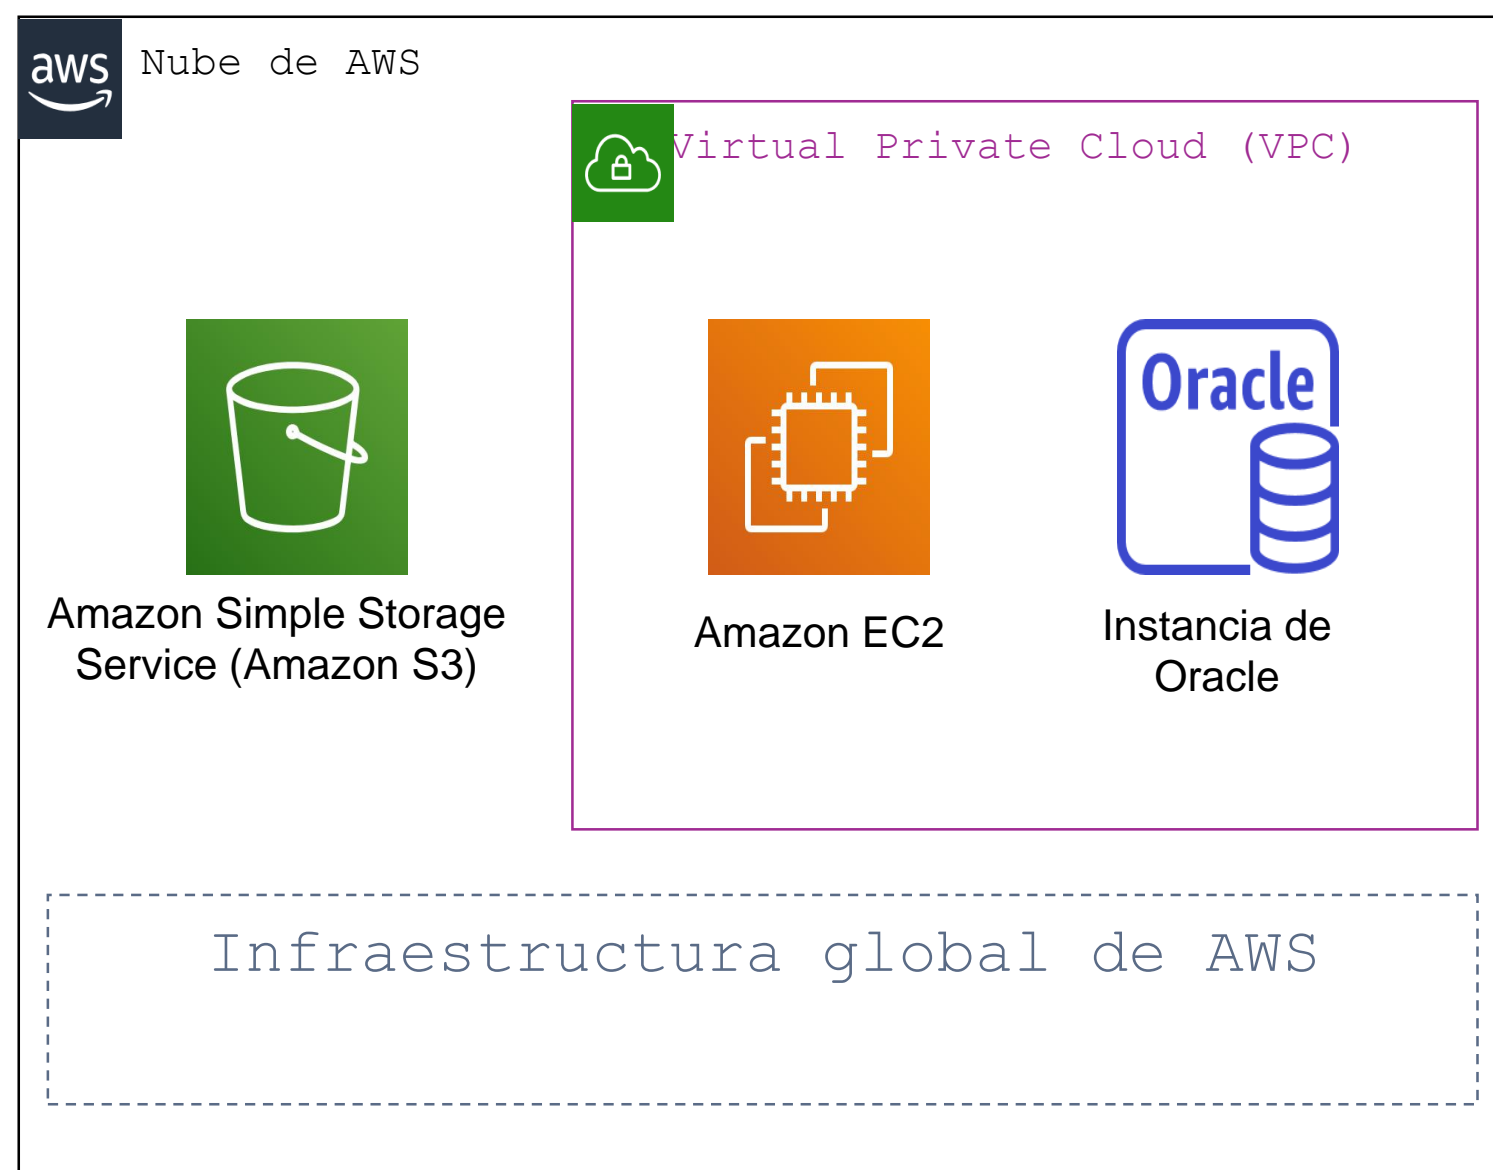 aws
Nube de AWS
Virtual Private Cloud (VPC)
Oracle
Amazon Simple Storage
Service (Amazon S3)
Amazon EC2
Instancia de
Oracle
Infraestructura global de AWS